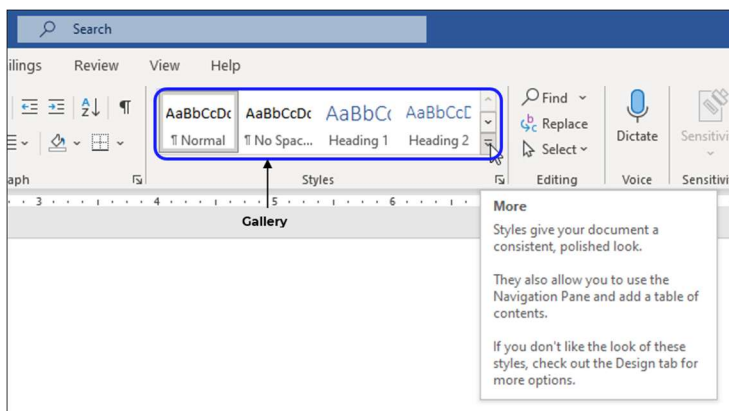 Search
ilings Review View Help
AaBbCcDc AaBbCcDc AaBbC AaBbCcC
¶ Normal ¶ No Spac... Heading 1 Heading 2
Find
Replace
Select
Dictate
Sensitivi
aph Styles Editing Voice Sensitivi
3 4 5 6
Gallery
More
Styles give your document a
consistent, polished look.
They also allow you to use the
Navigation Pane and add a table of
contents.
If you don't like the look of these
styles, check out the Design tab for
more options.